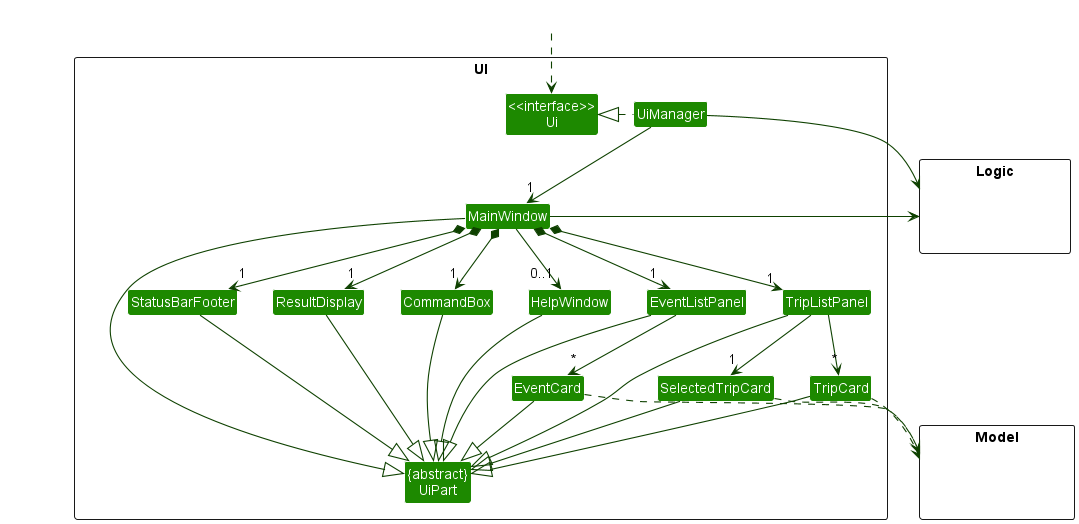 UI
<<interface>>
Ui
UiManager
Logic
1
MainWindow
1
1
1
0..1
1
1
StatusBarFooter
ResultDisplay
CommandBox
HelpWindow
EventListPanel
TripListPanel
*
1
*
EventCard
SelectedTripCard
TripCard
Model
{abstract}
UiPart